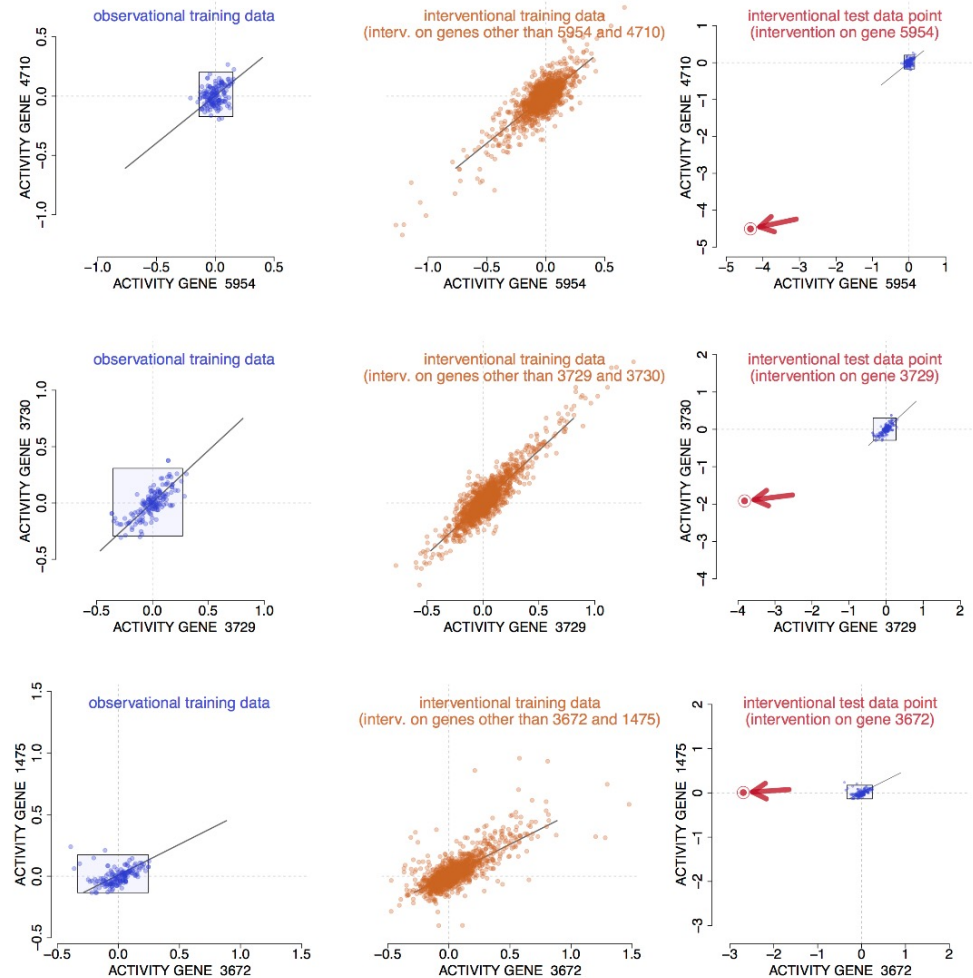 observational training data
interventional training data
(interv. on genes other than 5954 and 4710)
interventional test data point
(intervention on gene 5954)
ACTIVITY GENE 4710
0.5
0.0
−0.5
−1.0
−1.0 −0.5 0.0 0.5
ACTIVITY GENE 5954
−1.0 −0.5 0.0 0.5
ACTIVITY GENE 5954
ACTIVITY GENE 4710
1
0
−1
−2
−3
−4
−5
−5 −4 −3 −2 −1 0 1
ACTIVITY GENE 5954
observational training data
interventional training data
(interv. on genes other than 3729 and 3730)
interventional test data point
(intervention on gene 3729)
ACTIVITY GENE 3730
1.0
0.5
0.0
−0.5
−0.5 0.0 0.5 1.0
ACTIVITY GENE 3729
−0.5 0.0 0.5 1.0
ACTIVITY GENE 3729
ACTIVITY GENE 3730
2
1
0
−1
−2
−3
−4
−4 −3 −2 −1 0 1 2
ACTIVITY GENE 3729
observational training data
interventional training data
(interv. on genes other than 3672 and 1475)
interventional test data point
(intervention on gene 3672)
ACTIVITY GENE 1475
1.5
1.0
0.5
0.0
−0.5
−0.5 0.0 0.5 1.0 1.5
ACTIVITY GENE 3672
−0.5 0.0 0.5 1.0 1.5
ACTIVITY GENE 3672
ACTIVITY GENE 1475
2
1
0
−1
−2
−3
−3 −2 −1 0 1 2
ACTIVITY GENE 3672